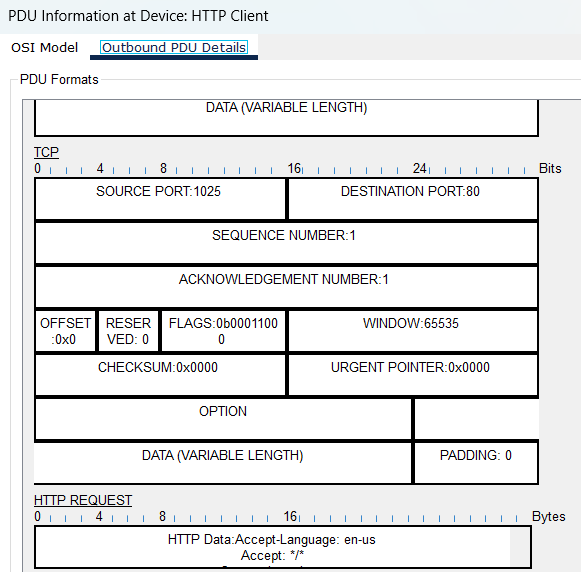 PDU Information at Device: HTTP Client
OSI Model Outbound PDU Details
PDU Formats
DATA (VARIABLE LENGTH)
TCP
0 4 8 16 24 Bits
SOURCE PORT:1025 DESTINATION PORT:80
SEQUENCE NUMBER:1
ACKNOWLEDGEMENT NUMBER:1
OFFSET RESER FLAGS:0b0001100 WINDOW:65535
:0x0 VED: 0 0
CHECKSUM:0x0000 URGENT POINTER:0x0000
OPTION
DATA (VARIABLE LENGTH) PADDING: 0
HTTP REQUEST
0 4 8 16 Bytes
HTTP Data:Accept-Language: en-us
Accept: */*